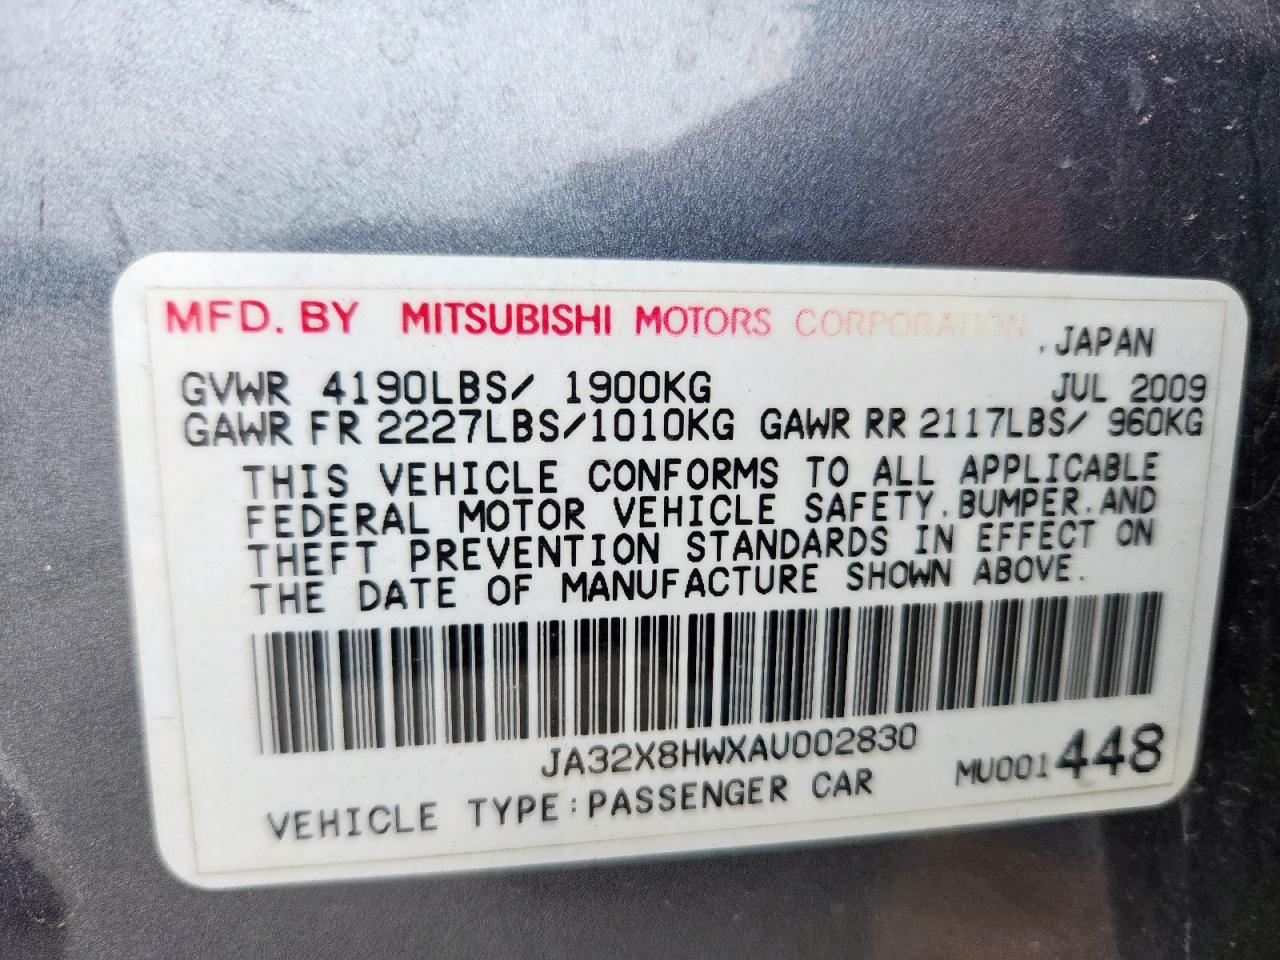 MFD. BY MITSUBISHI MOTORS CORPORATION
, JAPAN
GVWR 4190LBS/ 1900KG JUL 2009
GAWR FR 2227LBS/1010KG GAWR RR 2117LBS/ 960KG
THIS VEHICLE CONFORMS TO ALL APPLICABLE
FEDERAL MOTOR VEHICLE SAFETY, BUMPER, AND
THEFT PREVENTION STANDARDS IN EFFECT ON
THE DATE OF MANUFACTURE SHOWN ABOVE.
JA32X8HWXAU002830
MU001448
VEHICLE TYPE:PASSENGER CAR